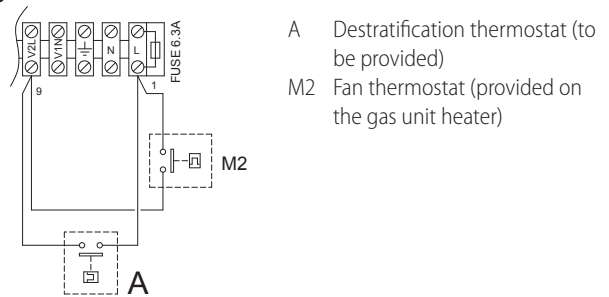 V2L V1N N L FUSE 6.3A
9 1
M2
A
A Destratification thermostat (to
be provided)
M2 Fan thermostat (provided on
the gas unit heater)